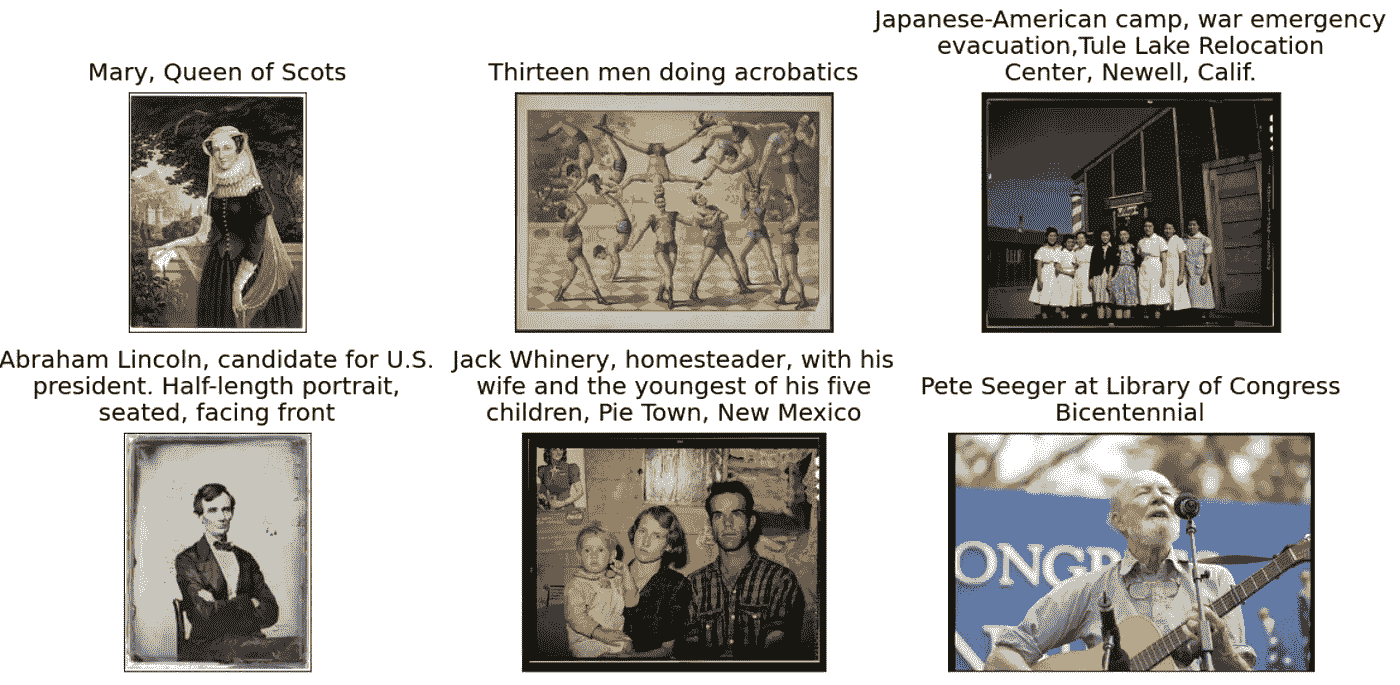 Mary, Queen of Scots
Thirteen men doing acrobatics
Japanese-American camp, war emergency
evacuation,Tule Lake Relocation
Center, Newell, Calif.
Abraham Lincoln, candidate for U.S.
president. Half-length portrait,
seated, facing front
Jack Whinery, homesteader, with his
wife and the youngest of his five
children, Pie Town, New Mexico
Pete Seeger at Library of Congress
Bicentennial
ONGR